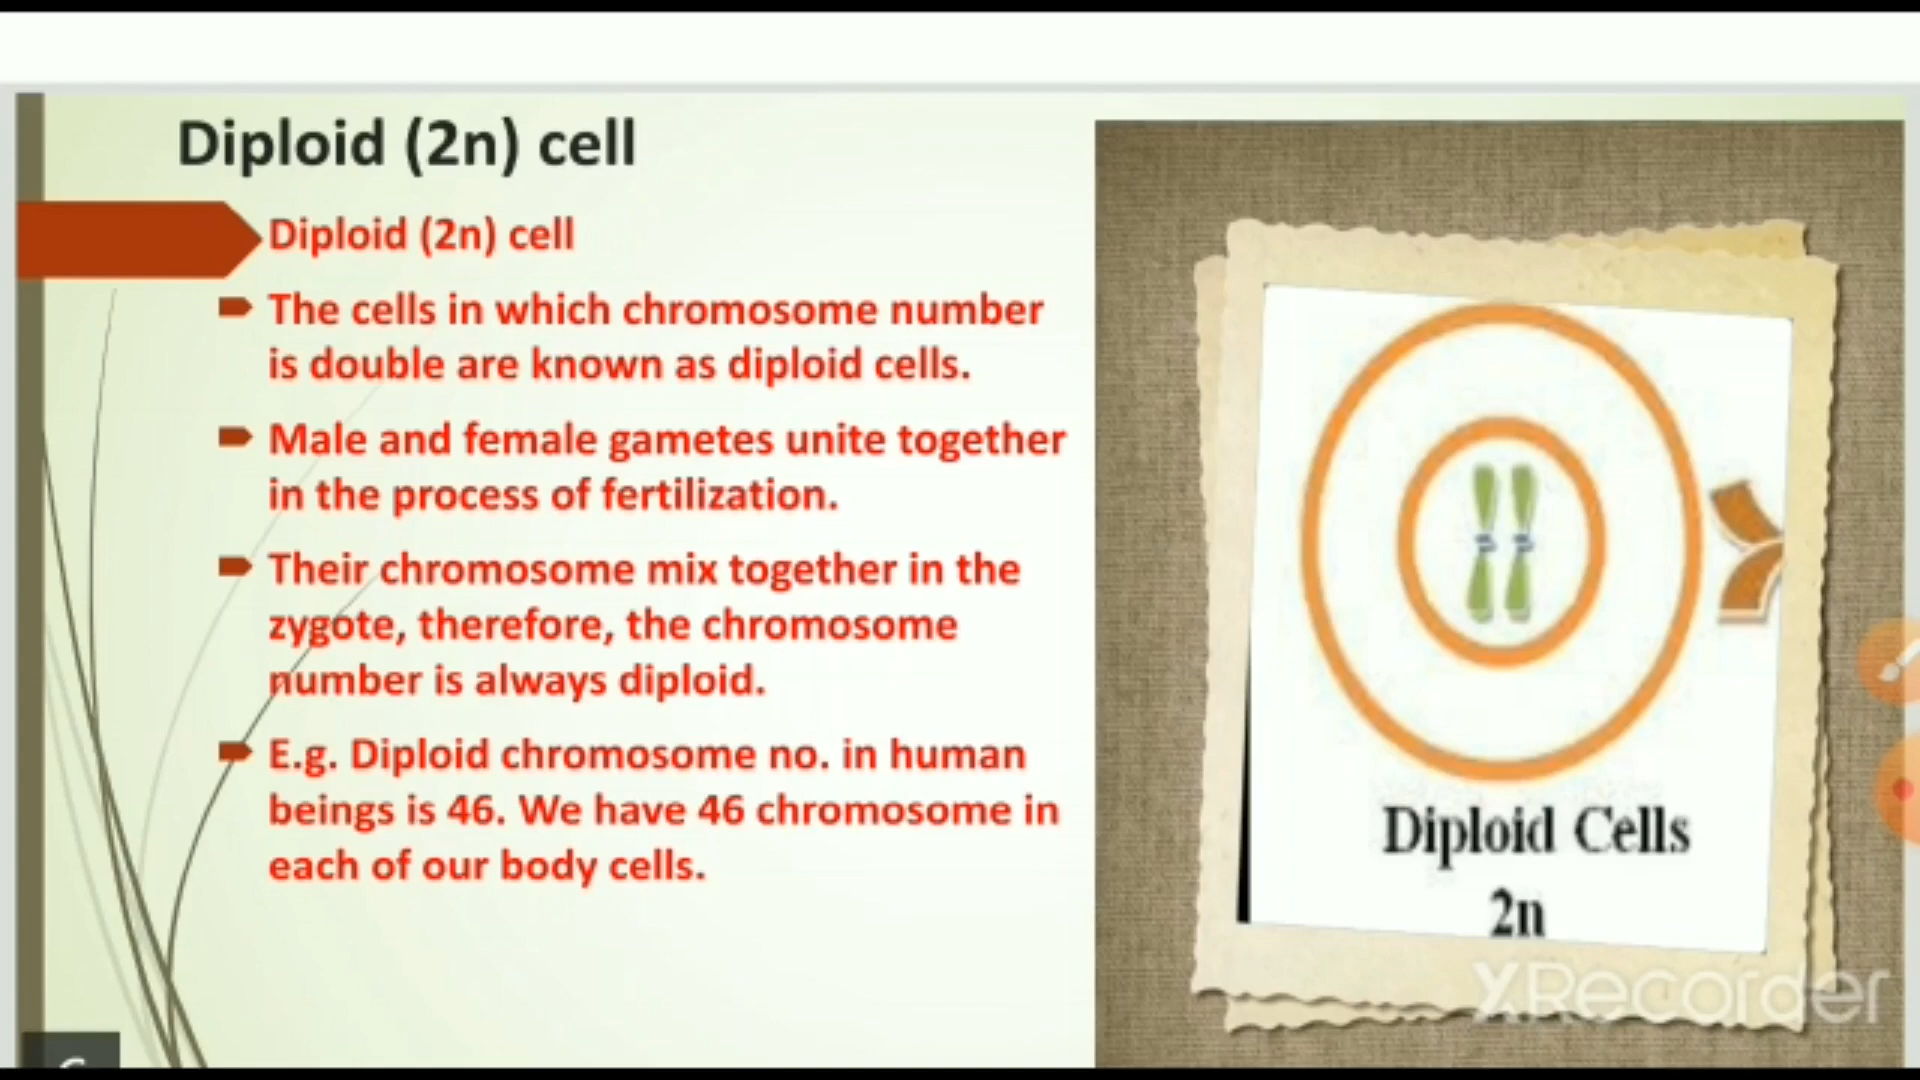 Diploid (2n) cell
Diploid (2n) cell
The cells in which chromosome number
is double are known as diploid cells.
Male and female gametes unite together
in the process of fertilization.
Their chromosome mix together in the
zygote, therefore, the chromosome
number is always diploid.
E.g. Diploid chromosome no. in human
beings is 46. We have 46 chromosome in
each of our body cells.
Diploid Cells
2n
XRecorder